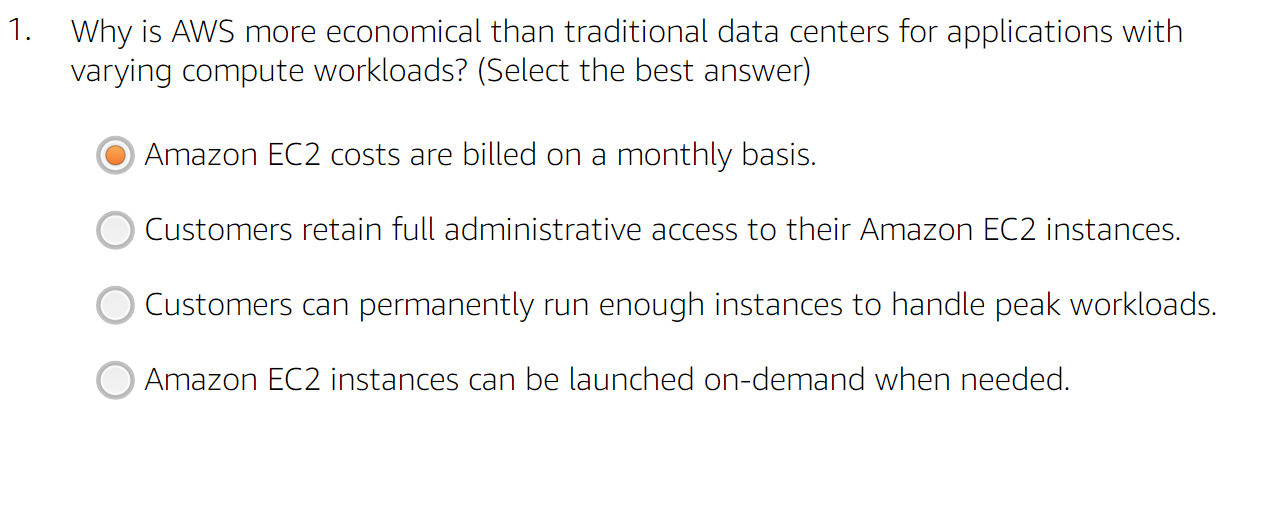 1. Why is AWS more economical than traditional data centers for applications with
varying compute workloads? (Select the best answer)
Amazon EC2 costs are billed on a monthly basis.
Customers retain full administrative access to their Amazon EC2 instances.
Customers can permanently run enough instances to handle peak workloads.
Amazon EC2 instances can be launched on-demand when needed.